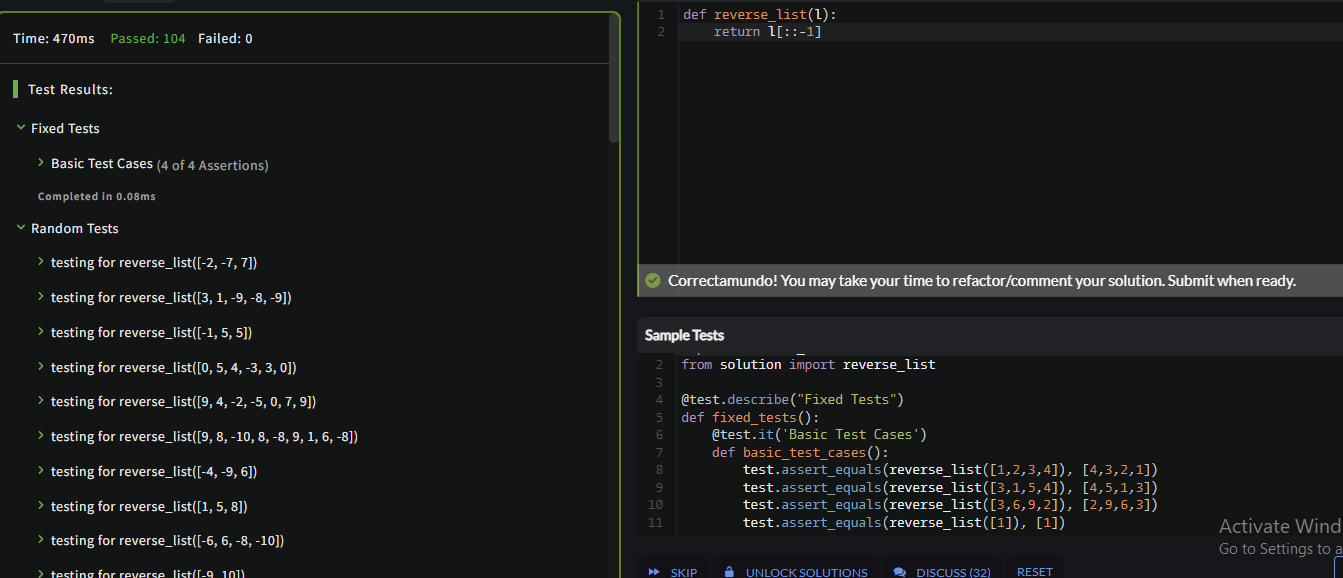 Time: 470ms Passed: 104 Failed: 0
Test Results:
Fixed Tests
Basic Test Cases (4 of 4 Assertions)
Completed in 0.08ms
Random Tests
testing for reverse_list([-2, -7, 7])
testing for reverse_list([3, 1, -9, -8, -9])
testing for reverse_list([-1, 5, 5])
testing for reverse_list([0, 5, 4, -3, 3, 0])
testing for reverse_list([9, 4, -2, -5, 0, 7, 9])
testing for reverse_list([9, 8, -10, 8, -8, 9, 1, 6, -8])
testing for reverse_list([-4, -9, 6])
testing for reverse_list([1, 5, 8])
testing for reverse_list([-6, 6, -8, -10])
testing for reverse_list([-9, 10])
1 def reverse_list(l):
2 return l[::-1]
Correctamundo! You may take your time to refactor/comment your solution. Submit when ready.
Sample Tests
2 from solution import reverse_list
3
4 @test.describe("Fixed Tests")
5 def fixed_tests():
6 @test.it('Basic Test Cases')
7 def basic_test_cases():
8 test.assert_equals(reverse_list([1,2,3,4]), [4,3,2,1])
9 test.assert_equals(reverse_list([3,1,5,4]), [4,5,1,3])
10 test.assert_equals(reverse_list([3,6,9,2]), [2,9,6,3])
11 test.assert_equals(reverse_list([1]), [1])
Activate Wind
Go to Settings to a
SKIP UNLOCK SOLUTIONS DISCUSS (32) RESET